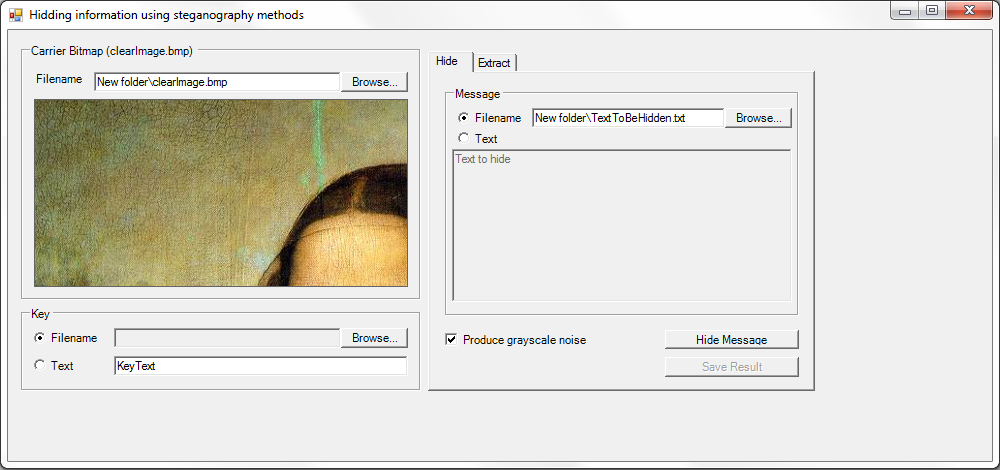 Hidding information using steganography methods
Carrier Bitmap (clearImage.bmp)
Filename New folder\clearImage.bmp Browse...
Key
Filename Browse...
Text KeyText
Hide Extract
Message
Filename New folder\TextToBeHidden.txt Browse...
Text
Text to hide
Produce grayscale noise Hide Message
Save Result